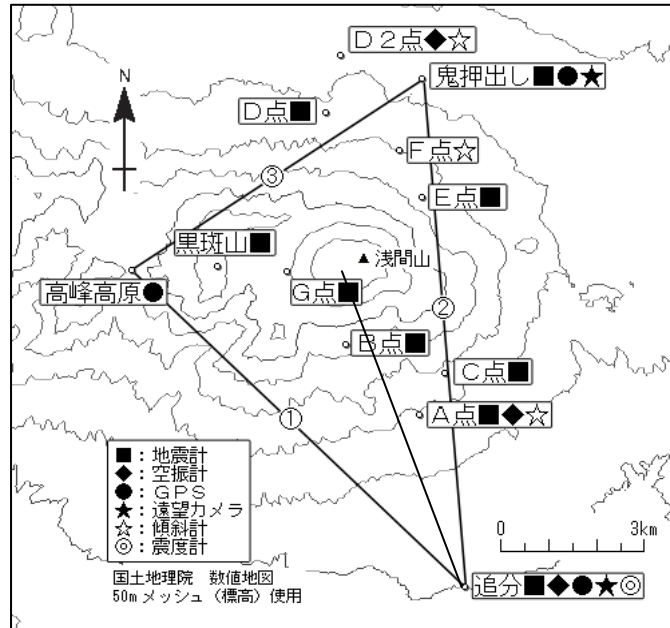 D2点◆☆
N
鬼押出し■●★
D点■
F点☆
③
E点■
黒斑山■
▲ 浅間山
高峰高原●
G点■
②
B点■
C点■
①
A点■◆☆
■:地震計
◆:空振計
●:GPS
★:遠望カメラ
☆:傾斜計
◎:震度計
0 3km
国土地理院 数値地図
50mメッシュ(標高)使用
追分■◆●★◎